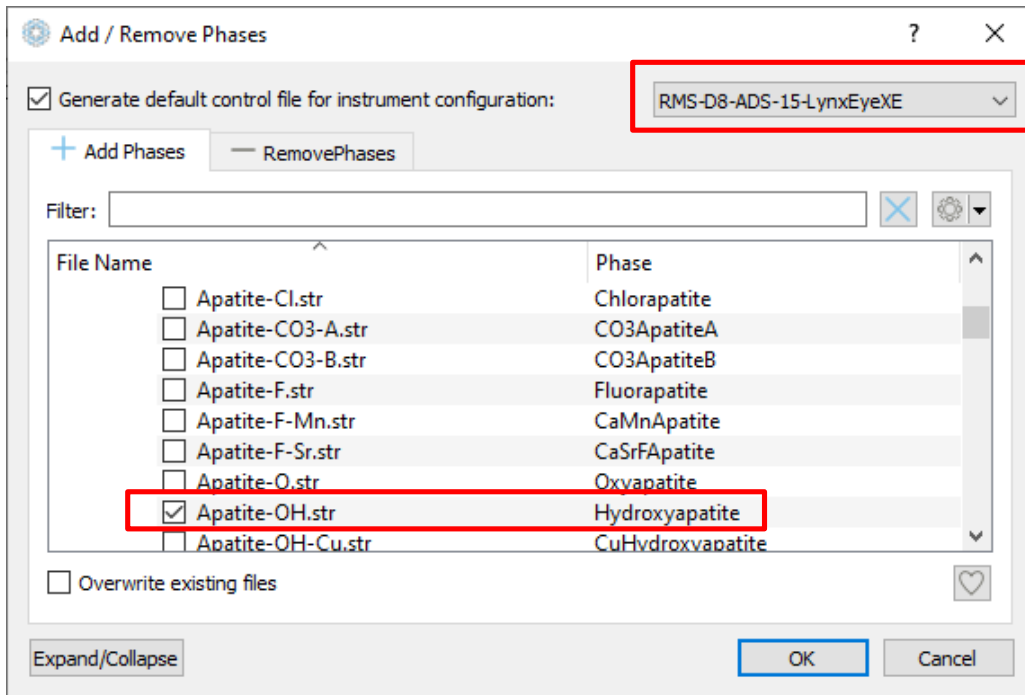 Add / Remove Phases ?
Generate default control file for instrument configuration: RMS-D8-ADS-15-LynxEyeXE
Add Phases RemovePhases
Filter:
File Name Phase
Apatite-Cl.str Chlorapatite
Apatite-CO3-A.str CO3ApatiteA
Apatite-CO3-B.str CO3ApatiteB
Apatite-F.str Fluorapatite
Apatite-F-Mn.str CaMnApatite
Apatite-F-Sr.str CaSrFApatite
Apatite-O.str Oxyapatite
Apatite-OH.str Hydroxyapatite
Apatite-OH-Cu.str CuHydroxyapatite
Overwrite existing files
Expand/Collapse OK Cancel